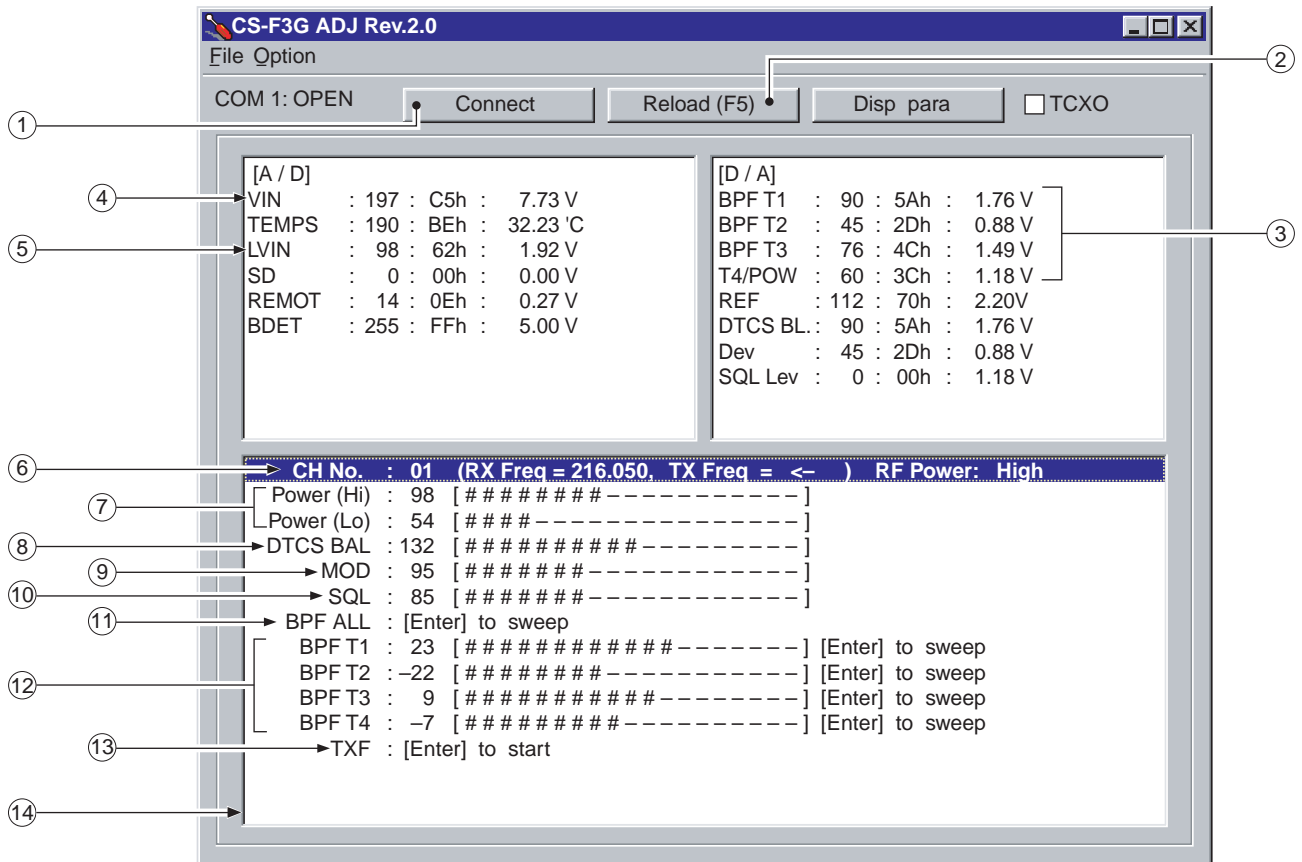 CS-F3G ADJ Rev.2.0
File Option
②
COM 1: OPEN Connect Reload (F5) Disp para TCXO
①
[A / D]
④ VIN : 197 : C5h : 7.73 V
TEMPS : 190 : BEh : 32.23 'C
⑤ LVIN : 98 : 62h : 1.92 V
SD : 0 : 00h : 0.00 V
REMOT : 14 : 0Eh : 0.27 V
BDET : 255 : FFh : 5.00 V
[D / A]
BPF T1 : 90 : 5Ah : 1.76 V
BPF T2 : 45 : 2Dh : 0.88 V
BPF T3 : 76 : 4Ch : 1.49 V
③
T4/POW : 60 : 3Ch : 1.18 V
REF : 112 : 70h : 2.20V
DTCS BL. : 90 : 5Ah : 1.76 V
Dev : 45 : 2Dh : 0.88 V
SQL Lev : 0 : 00h : 1.18 V
⑥ CH No. : 01 (RX Freq = 216.050, TX Freq = <– ) RF Power: High
⑦ Power (Hi) : 98 [ # # # # # # # # – – – – – – – – – – – – ]
Power (Lo) : 54 [ # # # # – – – – – – – – – – – – – – – – ]
⑧ DTCS BAL : 132 [ # # # # # # # # # # – – – – – – – – – ]
⑨ MOD : 95 [ # # # # # # # – – – – – – – – – – – – ]
⑩ SQL : 85 [ # # # # # # # – – – – – – – – – – – – ]
⑪ BPF ALL : [Enter] to sweep
BPF T1 : 23 [ # # # # # # # # # # # # – – – – – – – ] [Enter] to sweep
⑫ BPF T2 : –22 [ # # # # # # # # – – – – – – – – – – – – ] [Enter] to sweep
BPF T3 : 9 [ # # # # # # # # # # # – – – – – – – – – ] [Enter] to sweep
BPF T4 : –7 [ # # # # # # # # # – – – – – – – – – – – ] [Enter] to sweep
⑬ TXF : [Enter] to start
⑭